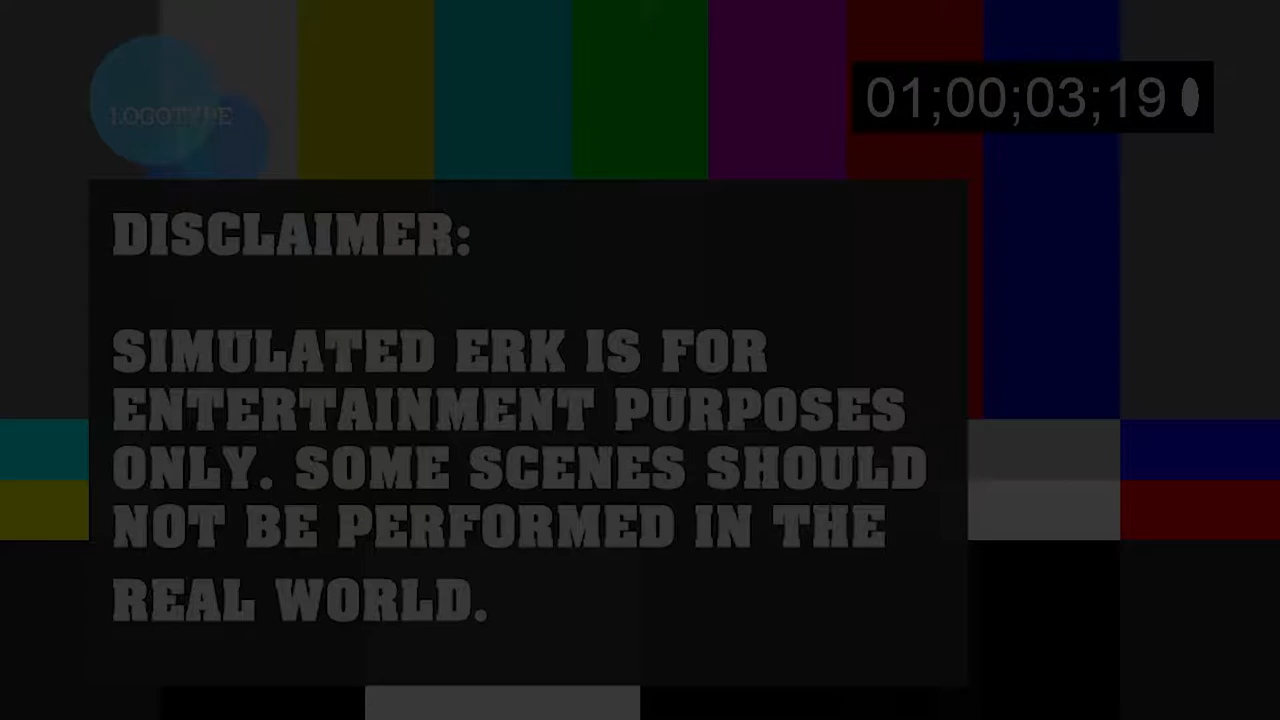 LOGOTYPE
01;00;03;19
DISCLAIMER:
SIMULATED ERK IS FOR
ENTERTAINMENT PURPOSES
ONLY. SOME SCENES SHOULD
NOT BE PERFORMED IN THE
REAL WORLD.